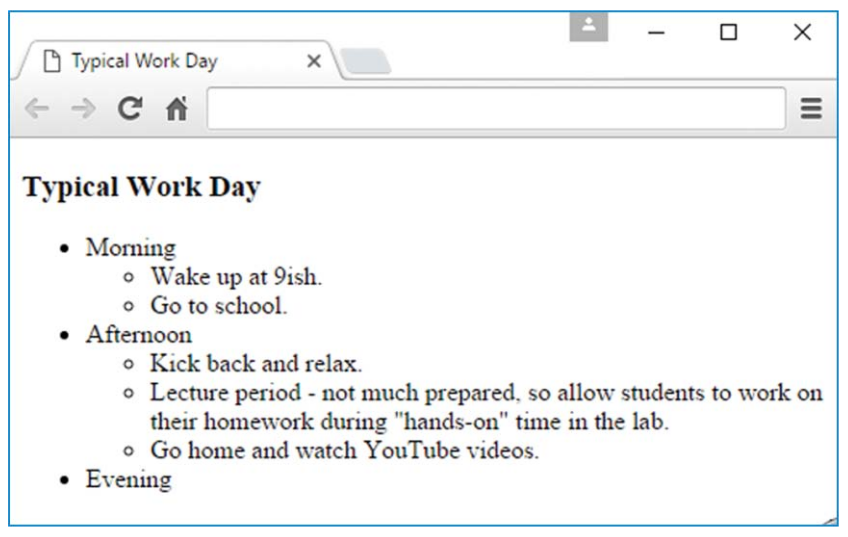 Typical Work Day
Typical Work Day
Morning
Wake up at 9ish.
Go to school.
Afternoon
Kick back and relax.
Lecture period - not much prepared, so allow students to work on
their homework during "hands-on" time in the lab.
Go home and watch YouTube videos.
Evening